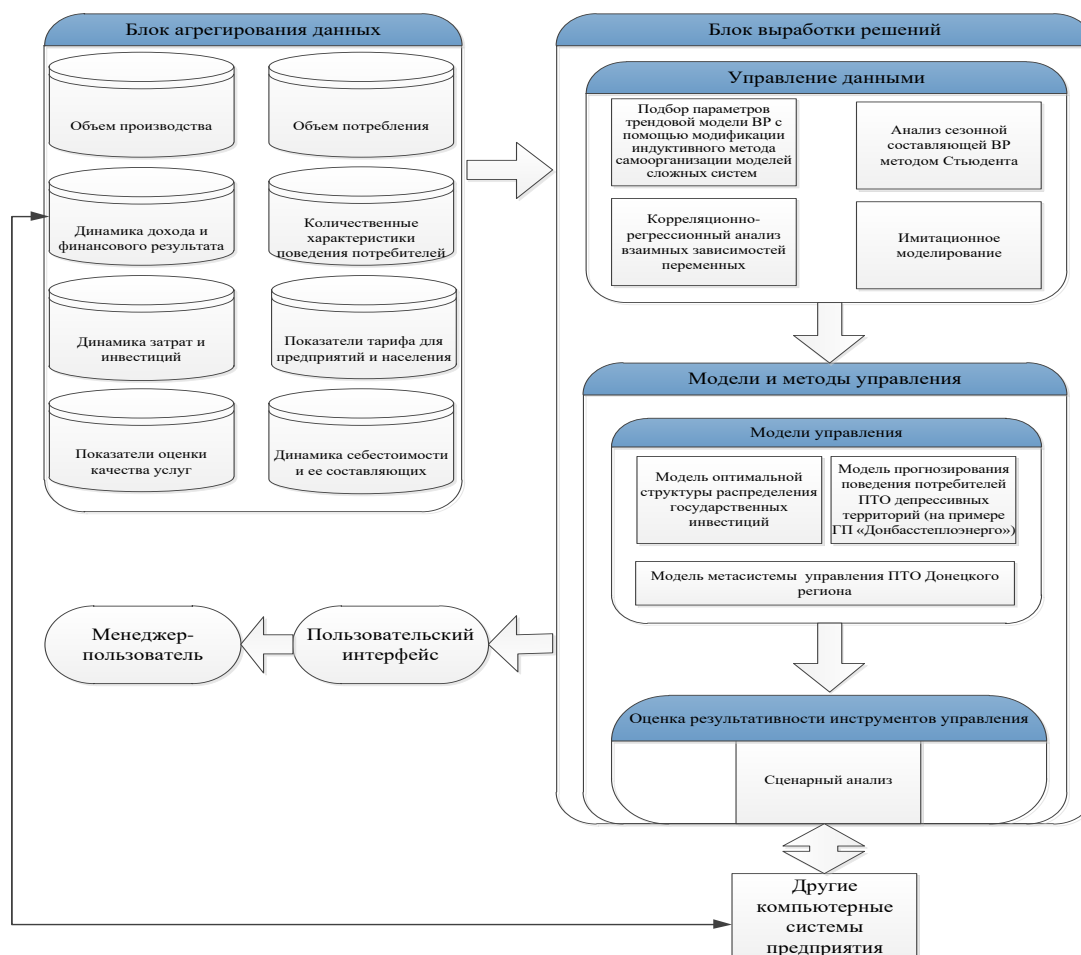 Блок агрегирования данных
Объем производства
Объем потребления
Динамика дохода и
финансового результата
Количественные
характеристики
поведения потребителей
Динамика затрат и
инвестиций
Показатели тарифа для
предприятий и населения
Показатели оценки
качества услуг
Динамика себестоимости
и ее составляющих
Блок выработки решений
Управление данными
Подбор параметров
трендовой модели ВР с
помощью модификации
индуктивного метода
самоорганизации моделей
сложных систем
Анализ сезонной
составляющей ВР
методом Стьюдента
Корреляционно-
регрессионный анализ
взаимных зависимостей
переменных
Имитационное
моделирование
Модели и методы управления
Модели управления
Модель оптимальной
структуры распределения
государственных
инвестиций
Модель прогнозирования
поведения потребителей
ПТО депрессивных
территорий (на примере
ГП «Донбасстеплоэнерго»)
Модель метасистемы управления ПТО Донецкого
региона
Менеджер-
пользователь
Пользовательский
интерфейс
Оценка результативности инструментов управления
Сценарный анализ
Другие
компьютерные
системы
предприятия